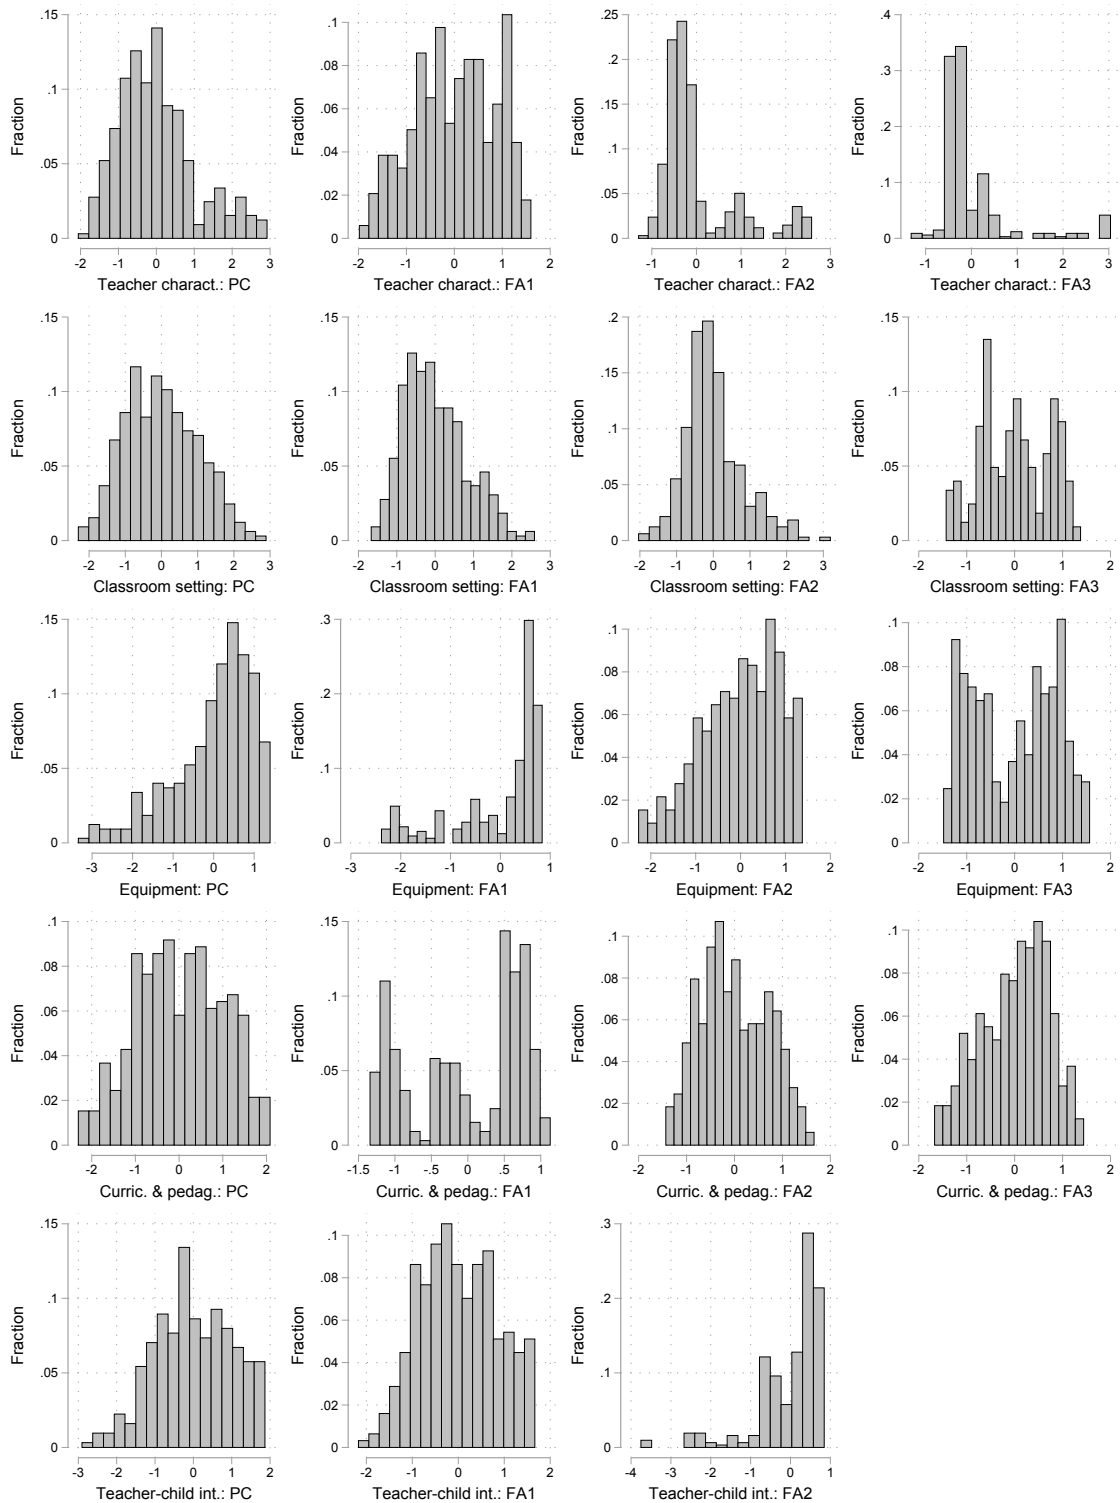 .15
.1
.05
0
Fraction
-2 -1 0 1 2 3
Teacher charact.: PC
.1
.08
.06
.04
.02
0
Fraction
-2 -1 0 1 2
Teacher charact.: FA1
.25
.2
.15
.1
.05
0
Fraction
-1 0 1 2 3
Teacher charact.: FA2
.4
.3
.2
.1
0
Fraction
-1 0 1 2 3
Teacher charact.: FA3
.15
.1
.05
0
Fraction
-2 -1 0 1 2 3
Classroom setting: PC
.15
.1
.05
0
Fraction
-2 -1 0 1 2 3
Classroom setting: FA1
.2
.15
.1
.05
0
Fraction
-2 -1 0 1 2 3
Classroom setting: FA2
.15
.1
.05
0
Fraction
-2 -1 0 1 2
Classroom setting: FA3
.15
.1
.05
0
Fraction
-3 -2 -1 0 1
Equipment: PC
.3
.2
.1
0
Fraction
-3 -2 -1 0 1
Equipment: FA1
.1
.08
.06
.04
.02
0
Fraction
-2 -1 0 1 2
Equipment: FA2
.1
.08
.06
.04
.02
0
Fraction
-2 -1 0 1 2
Equipment: FA3
.1
.08
.06
.04
.02
0
Fraction
-2 -1 0 1 2
Curric. & pedag.: PC
.15
.1
.05
0
Fraction
-1.5 -1 -.5 0 .5 1
Curric. & pedag.: FA1
.1
.08
.06
.04
.02
0
Fraction
-2 -1 0 1 2
Curric. & pedag.: FA2
.1
.08
.06
.04
.02
0
Fraction
-2 -1 0 1 2
Curric. & pedag.: FA3
.15
.1
.05
0
Fraction
-3 -2 -1 0 1 2
Teacher-child int.: PC
.1
.08
.06
.04
.02
0
Fraction
-2 -1 0 1 2
Teacher-child int.: FA1
.3
.2
.1
0
Fraction
-4 -3 -2 -1 0 1
Teacher-child int.: FA2